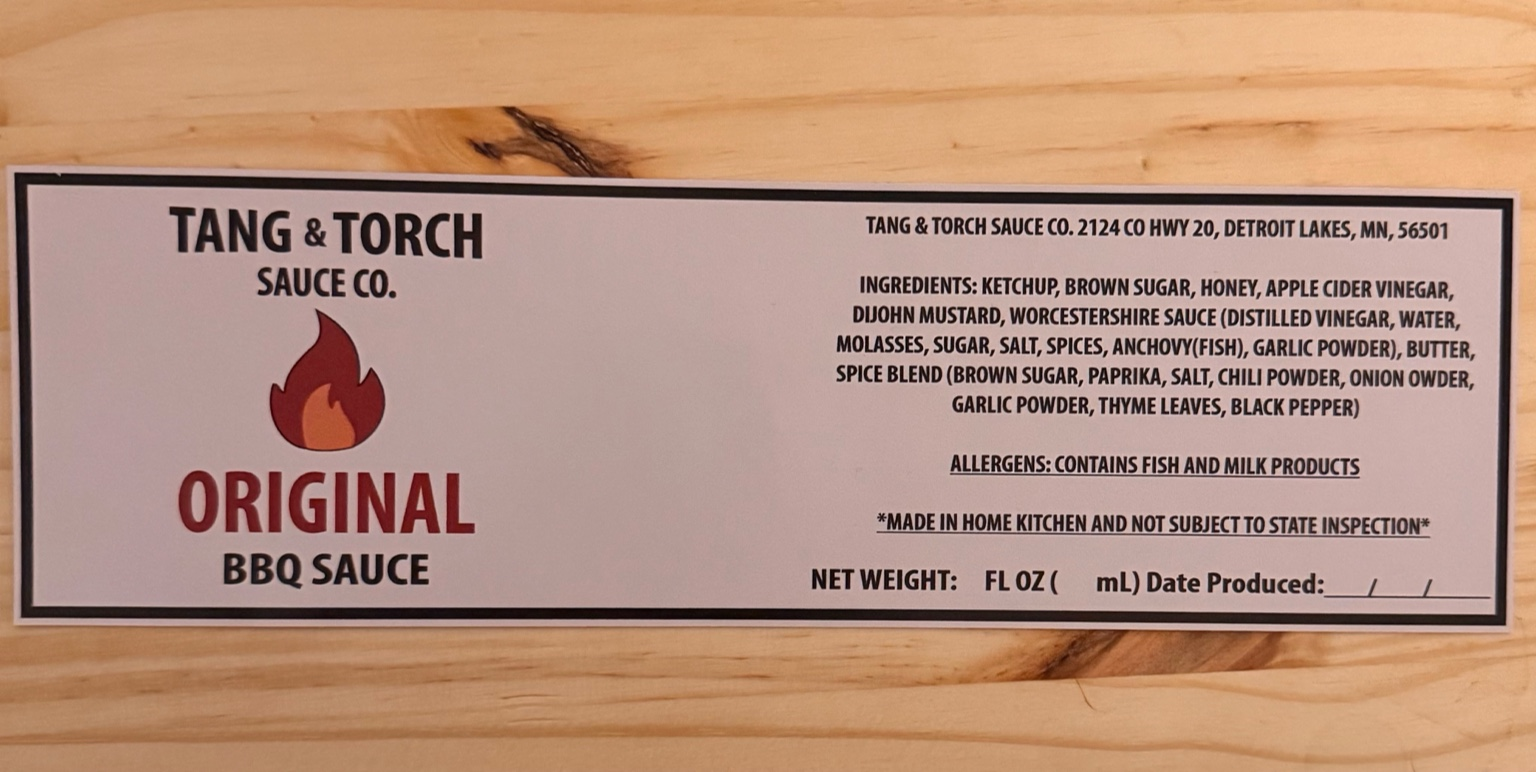 TANG & TORCH
SAUCE CO.
ORIGINAL
BBQ SAUCE
TANG & TORCH SAUCE CO. 2124 CO HWY 20, DETROIT LAKES, MN, 56501
INGREDIENTS: KETCHUP, BROWN SUGAR, HONEY, APPLE CIDER VINEGAR,
DIJOHN MUSTARD, WORCESTERSHIRE SAUCE (DISTILLED VINEGAR, WATER,
MOLASSES, SUGAR, SALT, SPICES, ANCHOVY(FISH), GARLIC POWDER), BUTTER,
SPICE BLEND (BROWN SUGAR, PAPRIKA, SALT, CHILI POWDER, ONION OWDER,
GARLIC POWDER, THYME LEAVES, BLACK PEPPER)
ALLERGENS: CONTAINS FISH AND MILK PRODUCTS
*MADE IN HOME KITCHEN AND NOT SUBJECT TO STATE INSPECTION*
NET WEIGHT: FL OZ ( mL) Date Produced:___/___/___